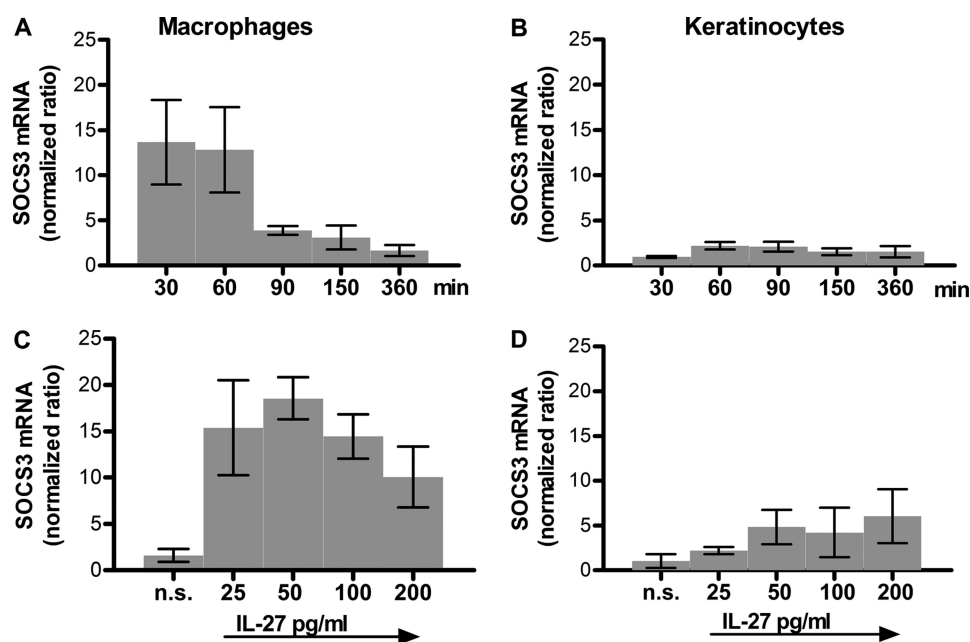 A Macrophages
SOCS3 mRNA
(normalized ratio)
25
20
15
10
5
0
30 60 90 150 360 min
B Keratinocytes
SOCS3 mRNA
(normalized ratio)
25
20
15
10
5
0
30 60 90 150 360 min
C
SOCS3 mRNA
(normalized ratio)
25
20
15
10
5
0
n.s. 25 50 100 200
IL-27 pg/ml
D
SOCS3 mRNA
(normalized ratio)
25
20
15
10
5
0
n.s. 25 50 100 200
IL-27 pg/ml